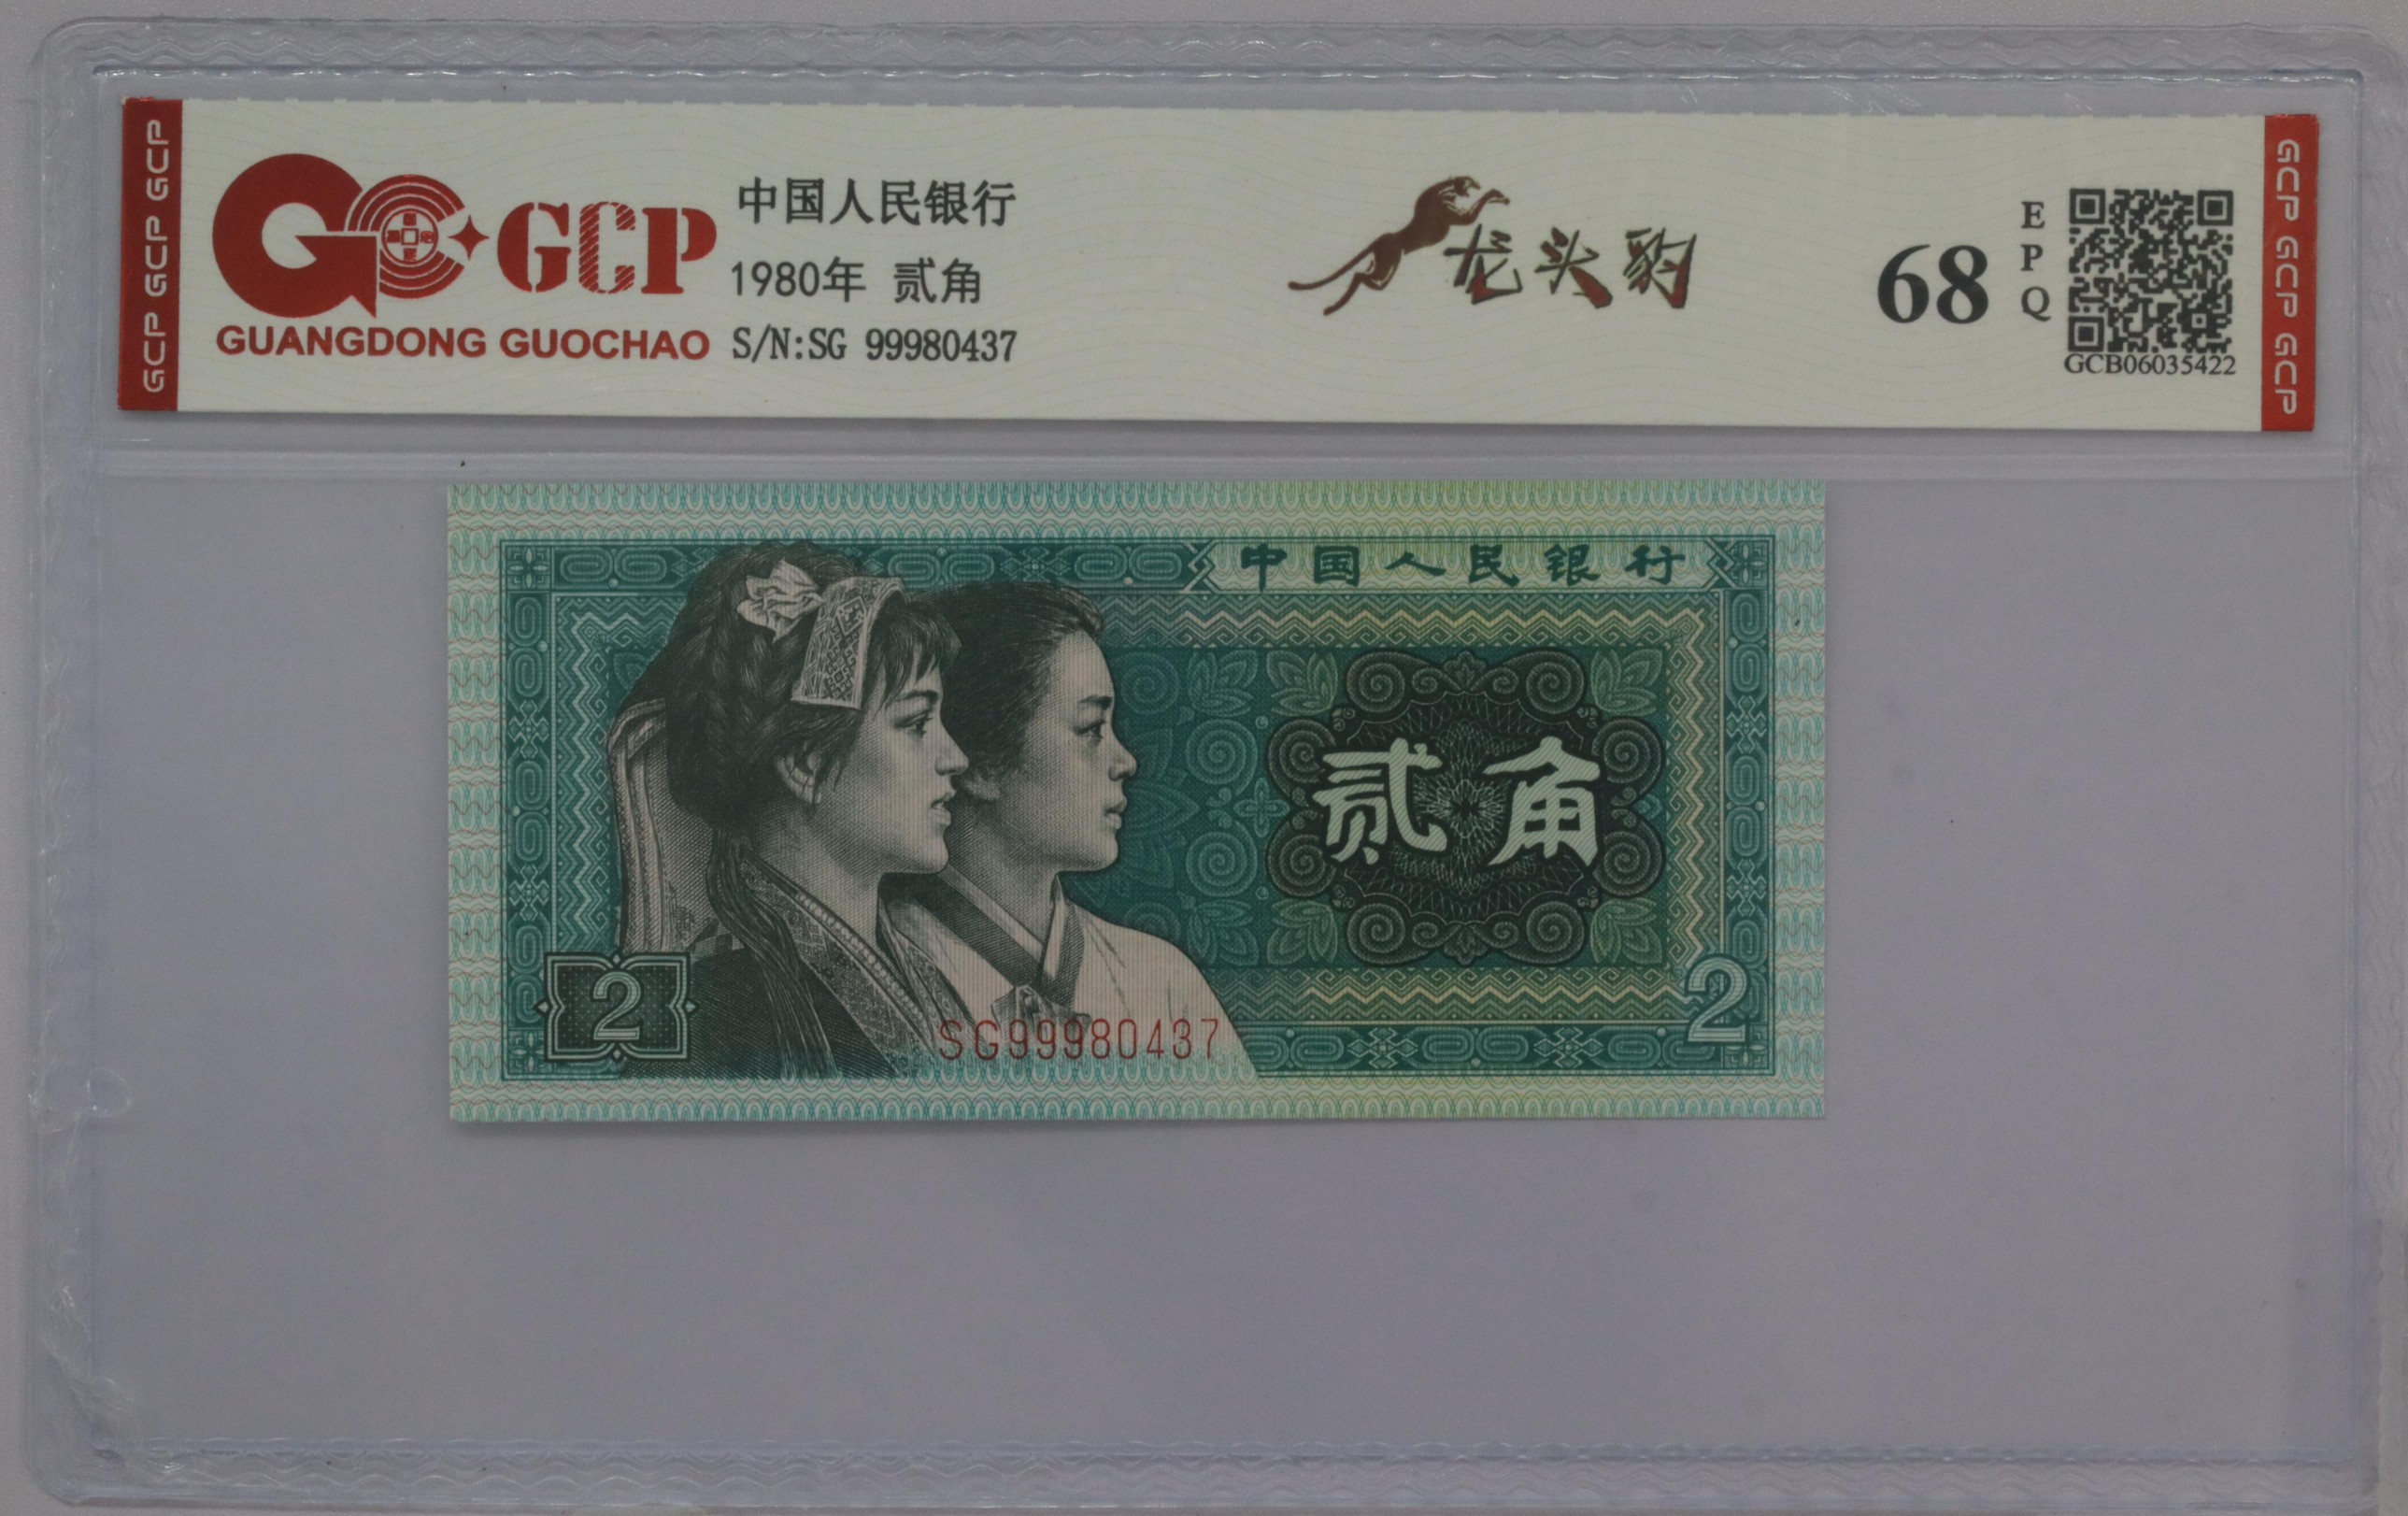 GCP GCP GCP
GCP
GUANGDONG GUOCHAO
中国人民银行
1980年 贰角
S/N:SG 99980437
龙头豹
68
EPQ
GCB06035422
GCP GCP GCP
中国人民银行
贰角
2
2
SG99980437